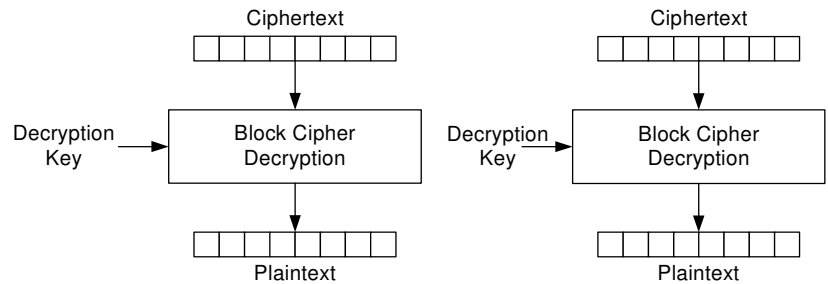 Ciphertext
Decryption
Key
Block Cipher
Decryption
Plaintext
Ciphertext
Decryption
Key
Block Cipher
Decryption
Plaintext